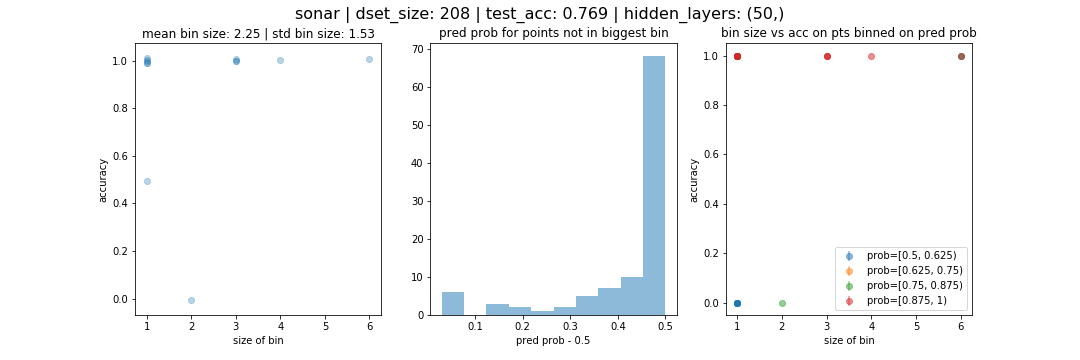 sonar | dset_size: 208 | test_acc: 0.769 | hidden_layers: (50,)
mean bin size: 2.25 | std bin size: 1.53
1.0
0.8
0.6
0.4
0.2
0.0
accuracy
1 2 3 4 5 6
size of bin
pred prob for points not in biggest bin
70
60
50
40
30
20
10
0
0.1 0.2 0.3 0.4 0.5
pred prob - 0.5
bin size vs acc on pts binned on pred prob
1.0
0.8
0.6
0.4
0.2
0.0
accuracy
prob=[0.5, 0.625)
prob=[0.625, 0.75)
prob=[0.75, 0.875)
prob=[0.875, 1)
1 2 3 4 5 6
size of bin